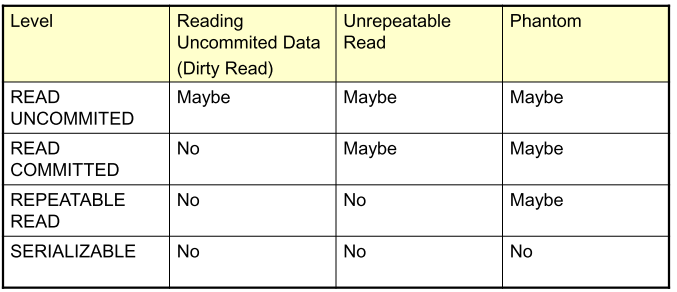 Level
Reading
Uncommited Data
(Dirty Read)
Unrepeatable
Read
Phantom
READ
UNCOMMITED
Maybe
Maybe
Maybe
READ
COMMITTED
No
Maybe
Maybe
REPEATABLE
READ
No
No
Maybe
SERIALIZABLE
No
No
No